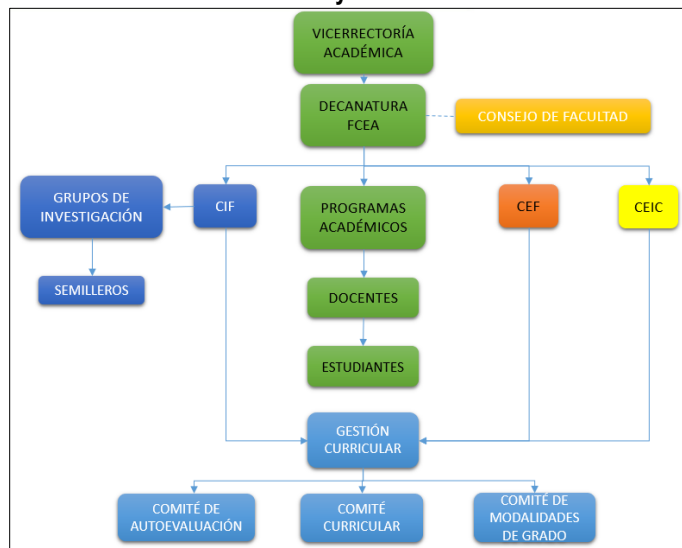 VICERRECTORÍA
ACADÉMICA
DECANATURA
FCEA
CONSEJO DE FACULTAD
GRUPOS DE
INVESTIGACIÓN
CIF
PROGRAMAS
ACADÉMICOS
CEF
CEIC
SEMILLEROS
DOCENTES
ESTUDIANTES
GESTIÓN
CURRICULAR
COMITÉ DE
AUTOEVALUACIÓN
COMITÉ
CURRICULAR
COMITÉ DE
MODALIDADES
DE GRADO